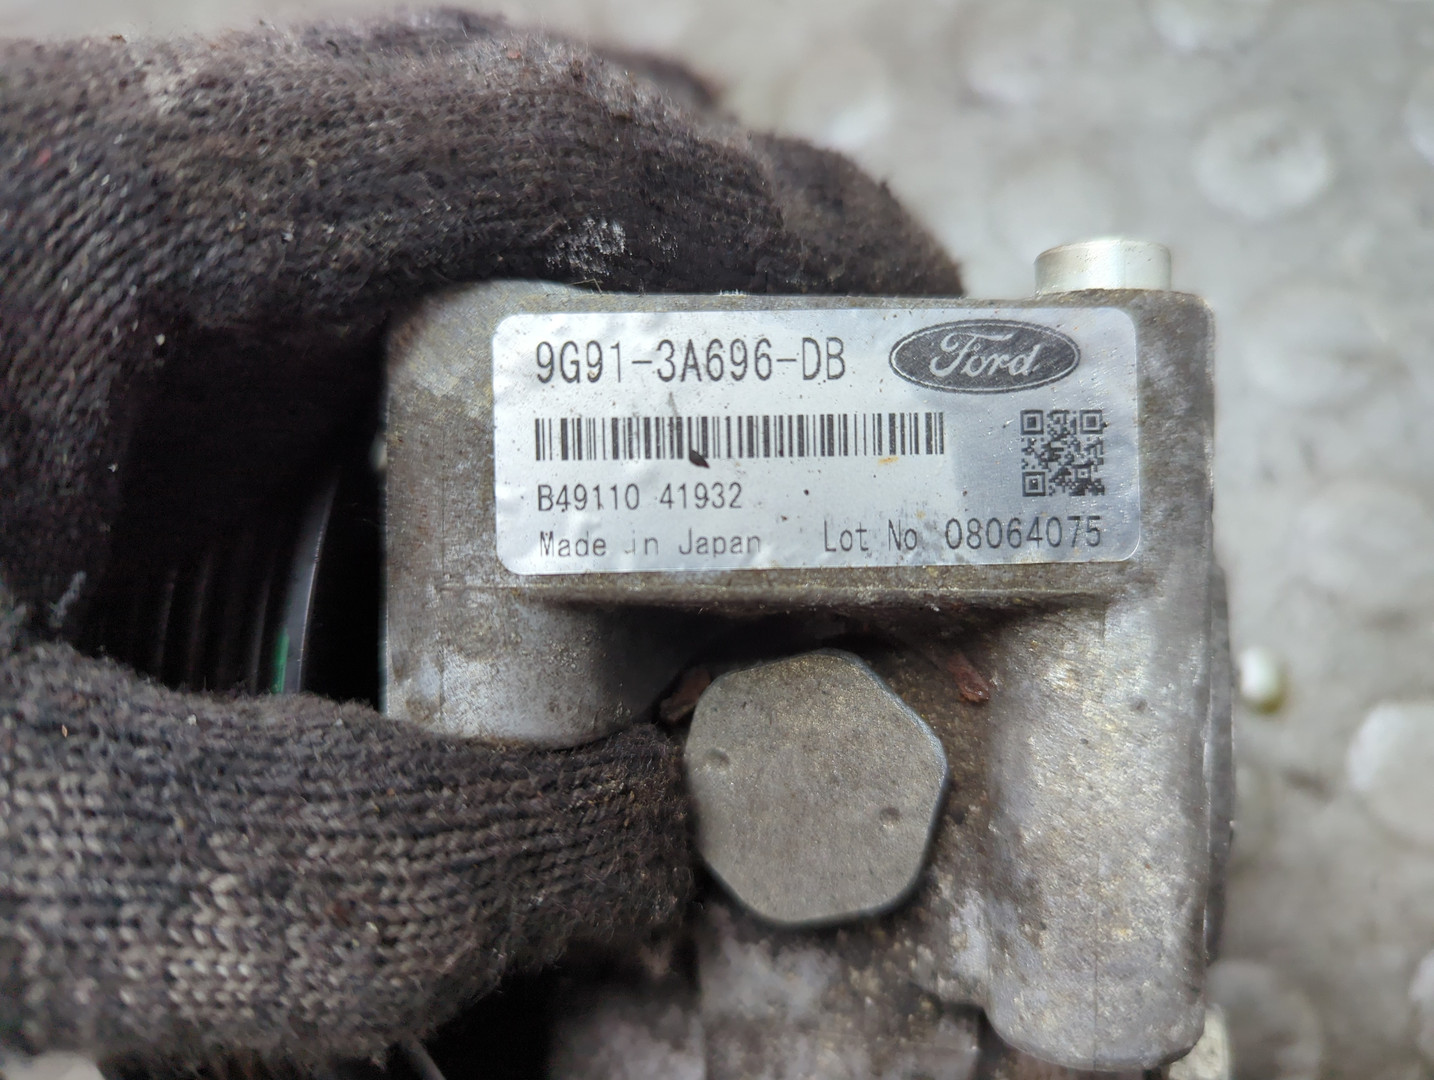 9G91-3A696-DB
Ford
B49110 41932
Made in Japan Lot No 08064075